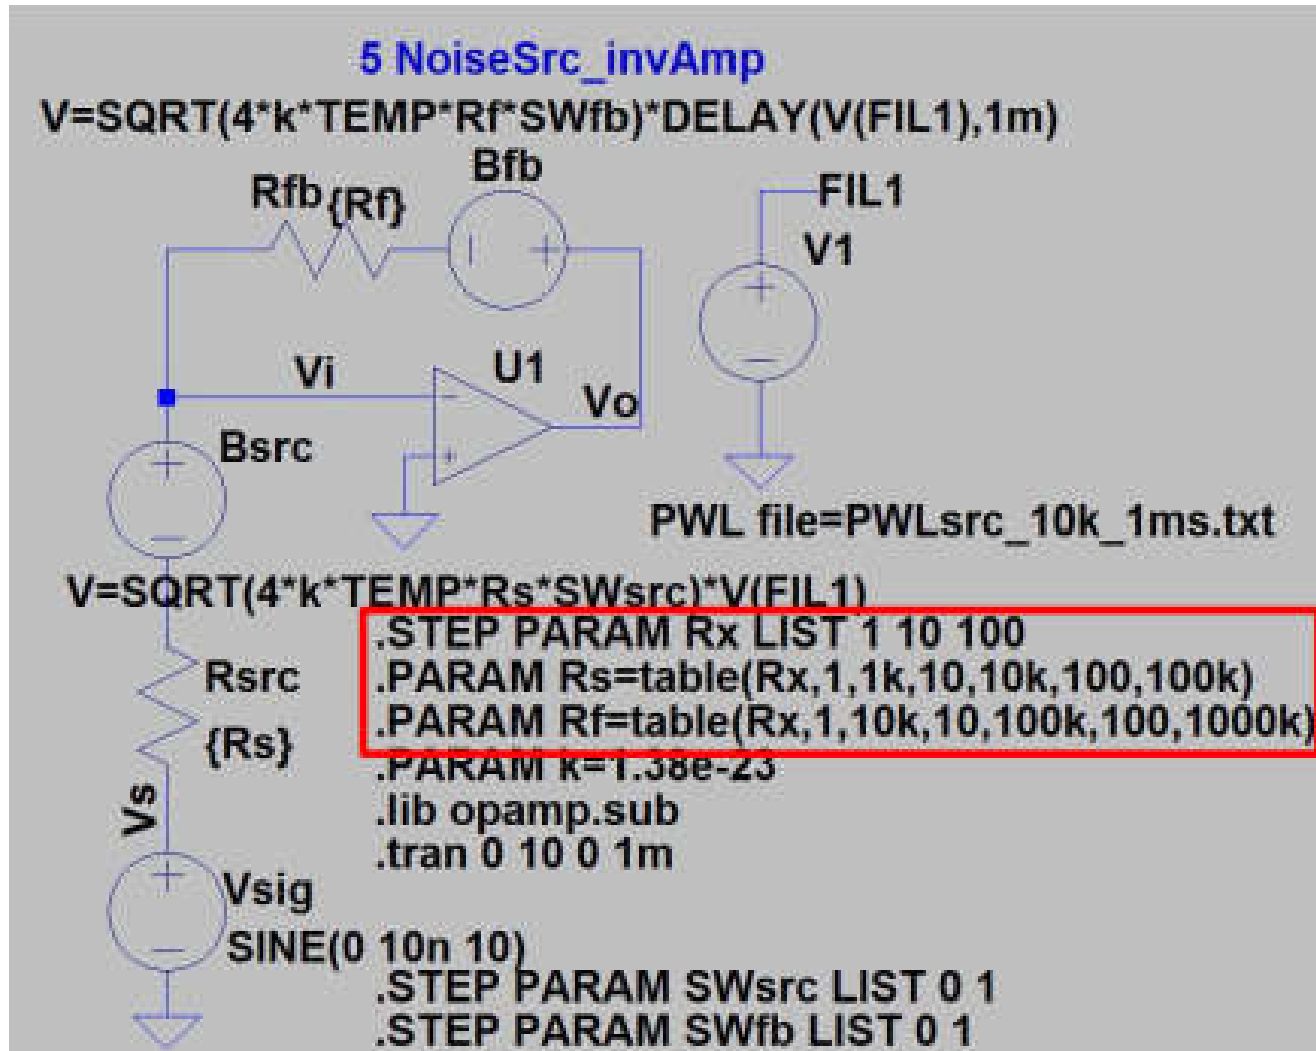 5 NoiseSrc_invAmp
V=SQRT(4*k*TEMP*Rf*SWfb)*DELAY(V(FIL1),1m)
Bfb
Rfb
{Rf}
FIL1
V1
Vi
U1
Vo
Bsrc
PWL file=PWLsrc_10k_1ms.txt
V=SQRT(4*k*TEMP*Rs*SWsrc)*V(FIL1)
.STEP PARAM Rx LIST 1 10 100
.PARAM Rs=table(Rx,1,1k,10,10k,100,100k)
.PARAM Rf=table(Rx,1,10k,10,100k,100,1000k)
Rsrc
{Rs}
.PARAM k=1.38e-23
.lib opamp.sub
.tran 0 10 0 1m
Vs
Vsig
SINE(0 10n 10)
.STEP PARAM SWsrc LIST 0 1
.STEP PARAM SWfb LIST 0 1